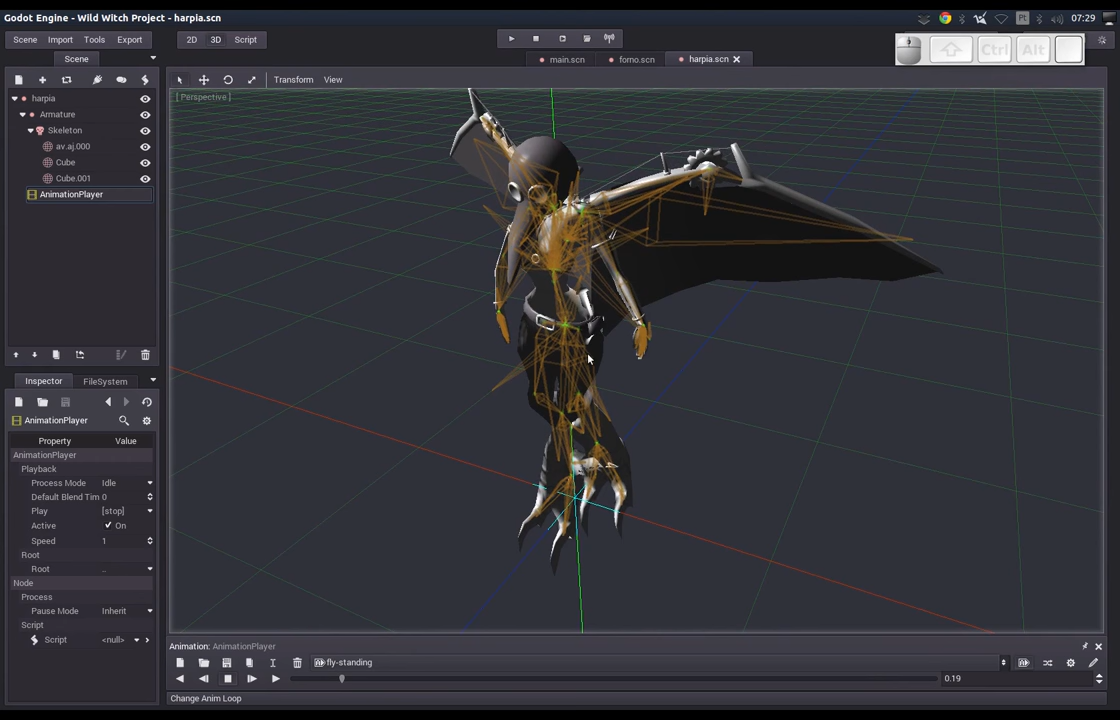 Godot Engine - Wild Witch Project - harpia.scn
Pt
07:29
Scene Import Tools Export
2D 3D Script
Ctrl Alt
Scene
main.scn forno.scn harpia.scn
Transform View
[ Perspective ]
harpia
Armature
Skeleton
av.aj.000
Cube
Cube.001
AnimationPlayer
Inspector FileSystem
AnimationPlayer
Property Value
AnimationPlayer
Playback
Process Mode Idle
Default Blend Tim 0
Play [stop]
Active On
Speed 1
Root
Root ..
Node
Process
Pause Mode Inherit
Script
Script <null>
Animation: AnimationPlayer
fly-standing
0.19
Change Anim Loop